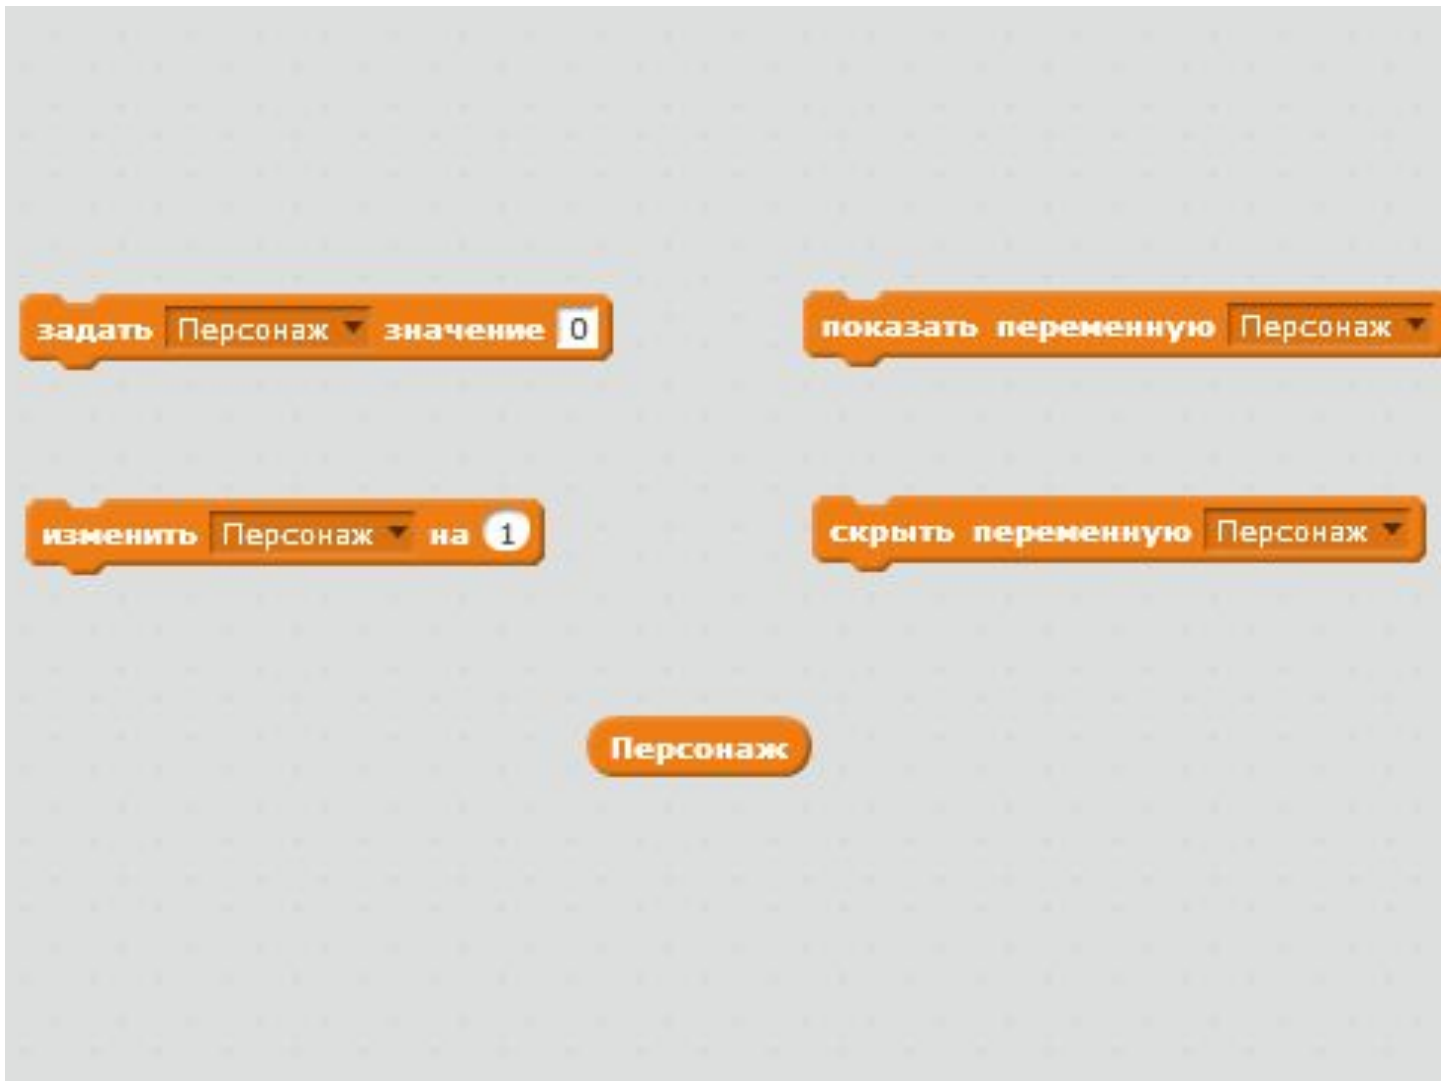 задать Персонаж значение 0
показать переменную Персонаж
изменить Персонаж на 1
скрыть переменную Персонаж
Персонаж